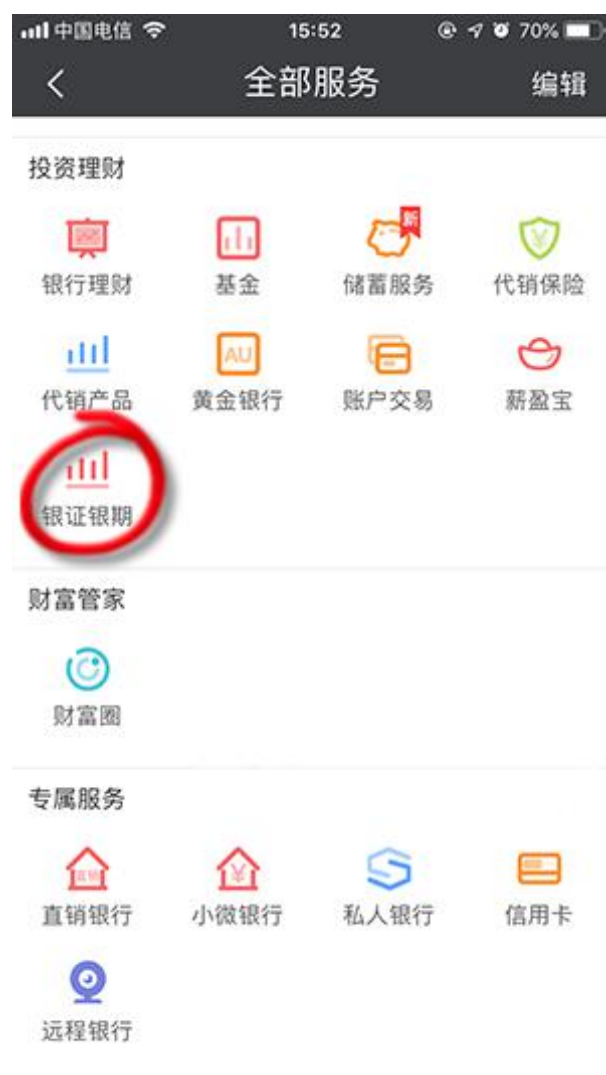 中国电信 15:52 70%
全部服务 编辑
投资理财
新
银行理财 基金 储蓄服务 代销保险
AU
代销产品 黄金银行 账户交易 薪盈宝
银证银期
财富管家
财富圈
专属服务
直销
直销银行 小微银行 私人银行 信用卡
远程银行